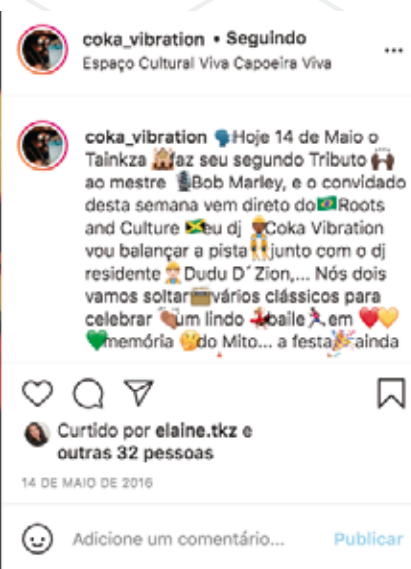 coka_vibration • Seguindo
Espaço Cultural Viva Capoeira Viva
coka_vibration 🗣Hoje 14 de Maio o
Tainkza 🕌faz seu segundo Tributo 🙌🏿
ao mestre 🎙Bob Marley, e o convidado
desta semana vem direto do🇧🇷Roots
and Culture 🇯🇲eu dj 👳🏾Coka Vibration
vou balançar a pista👯junto com o dj
residente👷🏼Dudu D´Zion,... Nós dois
vamos soltar📻vários clássicos para
celebrar 👏🏾um lindo 💃baile🏃em ❤️💛
💚memória 🤔do Mito... a festa🎉ainda
Curtido por elaine.tkz e
outras 32 pessoas
14 DE MAIO DE 2016
Adicione um comentário...
Publicar